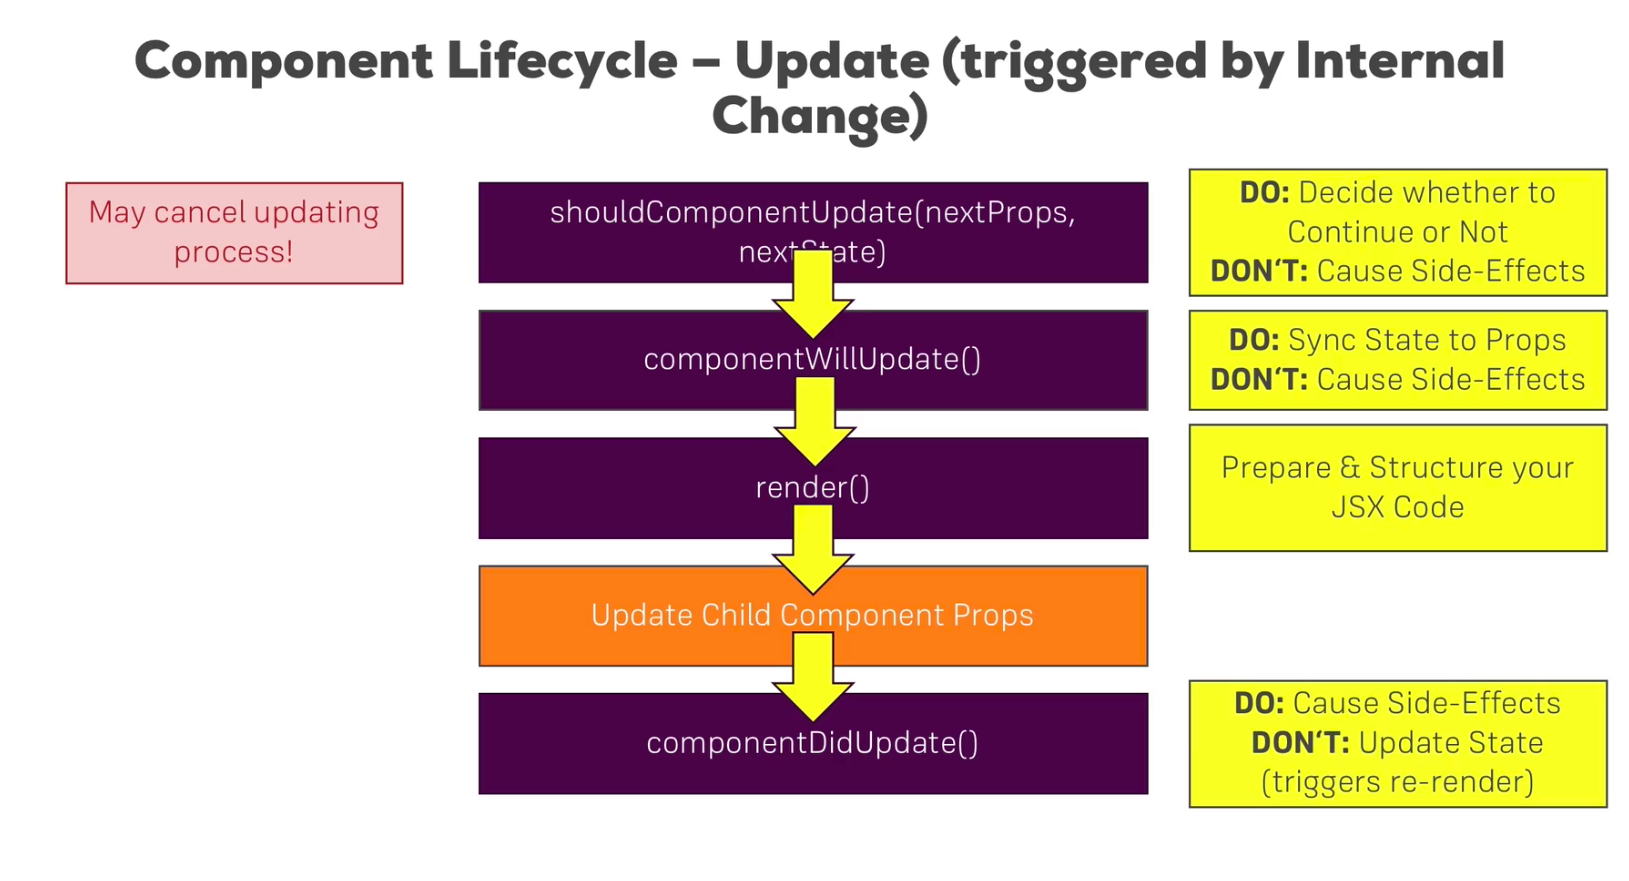 Component Lifecycle – Update (triggered by Internal
Change)
May cancel updating
process!
shouldComponentUpdate(nextProps,
nextState)
DO: Decide whether to
Continue or Not
DON‘T: Cause Side-Effects
componentWillUpdate()
DO: Sync State to Props
DON‘T: Cause Side-Effects
render()
Prepare & Structure your
JSX Code
Update Child Component Props
componentDidUpdate()
DO: Cause Side-Effects
DON‘T: Update State
(triggers re-render)